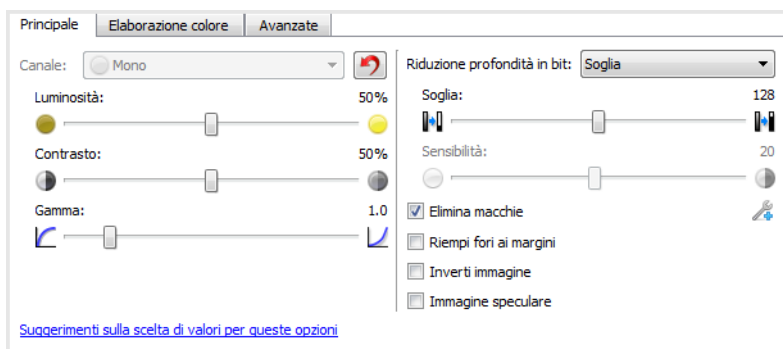 Principale Elaborazione colore Avanzate
Canale: Mono
Luminosità: 50%
Contrasto: 50%
Gamma: 1.0
Suggerimenti sulla scelta di valori per queste opzioni
Riduzione profondità in bit: Soglia
Soglia: 128
Sensibilità: 20
Elimina macchie
Riempi fori ai margini
Inverti immagine
Immagine speculare